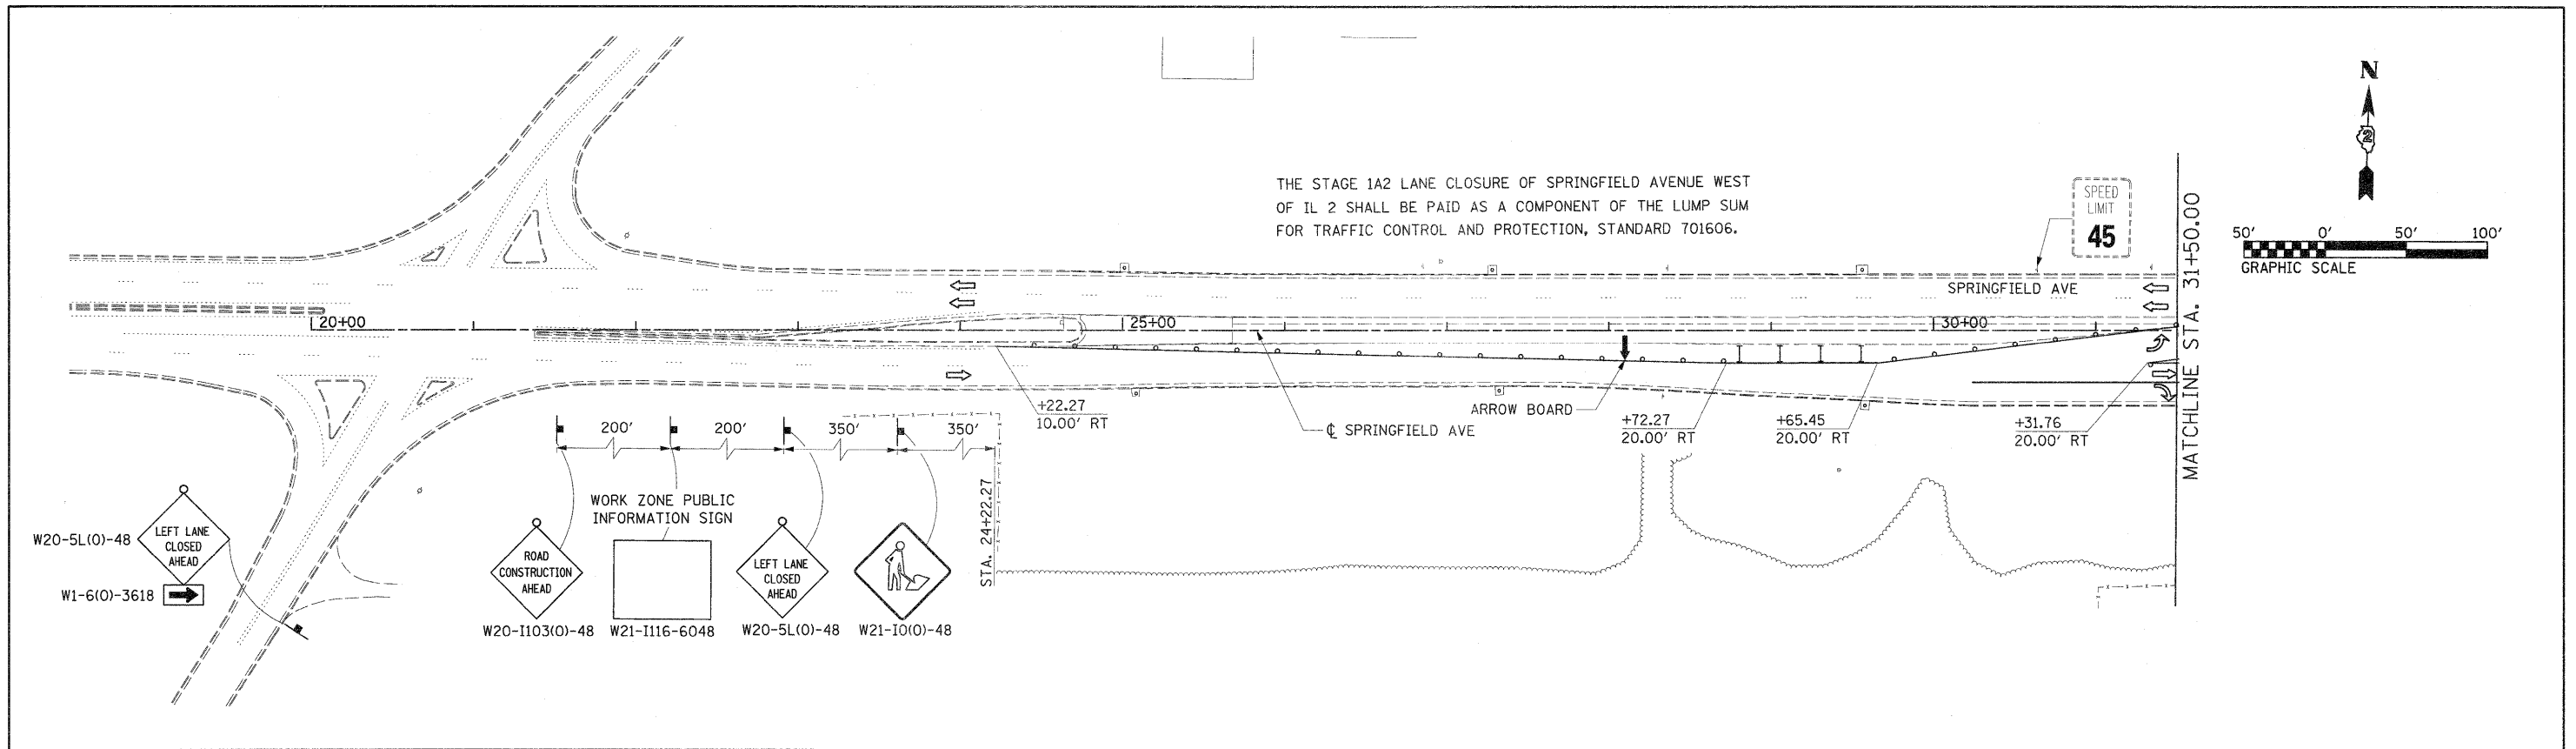 N
2
THE STAGE 1A2 LANE CLOSURE OF SPRINGFIELD AVENUE WEST
OF IL 2 SHALL BE PAID AS A COMPONENT OF THE LUMP SUM
FOR TRAFFIC CONTROL AND PROTECTION, STANDARD 701606.
SPEED
LIMIT
45
50' 0' 50' 100'
GRAPHIC SCALE
MATCHLINE STA. 31+50.00
SPRINGFIELD AVE
20+00
25+00
30+00
+22.27
10.00' RT
℄ SPRINGFIELD AVE
ARROW BOARD
+72.27
20.00' RT
+65.45
20.00' RT
+31.76
20.00' RT
200' 200' 350' 350'
STA. 24+22.27
WORK ZONE PUBLIC
INFORMATION SIGN
W20-5L(O)-48
LEFT LANE
CLOSED
AHEAD
W1-6(O)-3618
ROAD
CONSTRUCTION
AHEAD
LEFT LANE
CLOSED
AHEAD
W20-I103(O)-48
W21-I116-6048
W20-5L(O)-48
W21-I0(O)-48